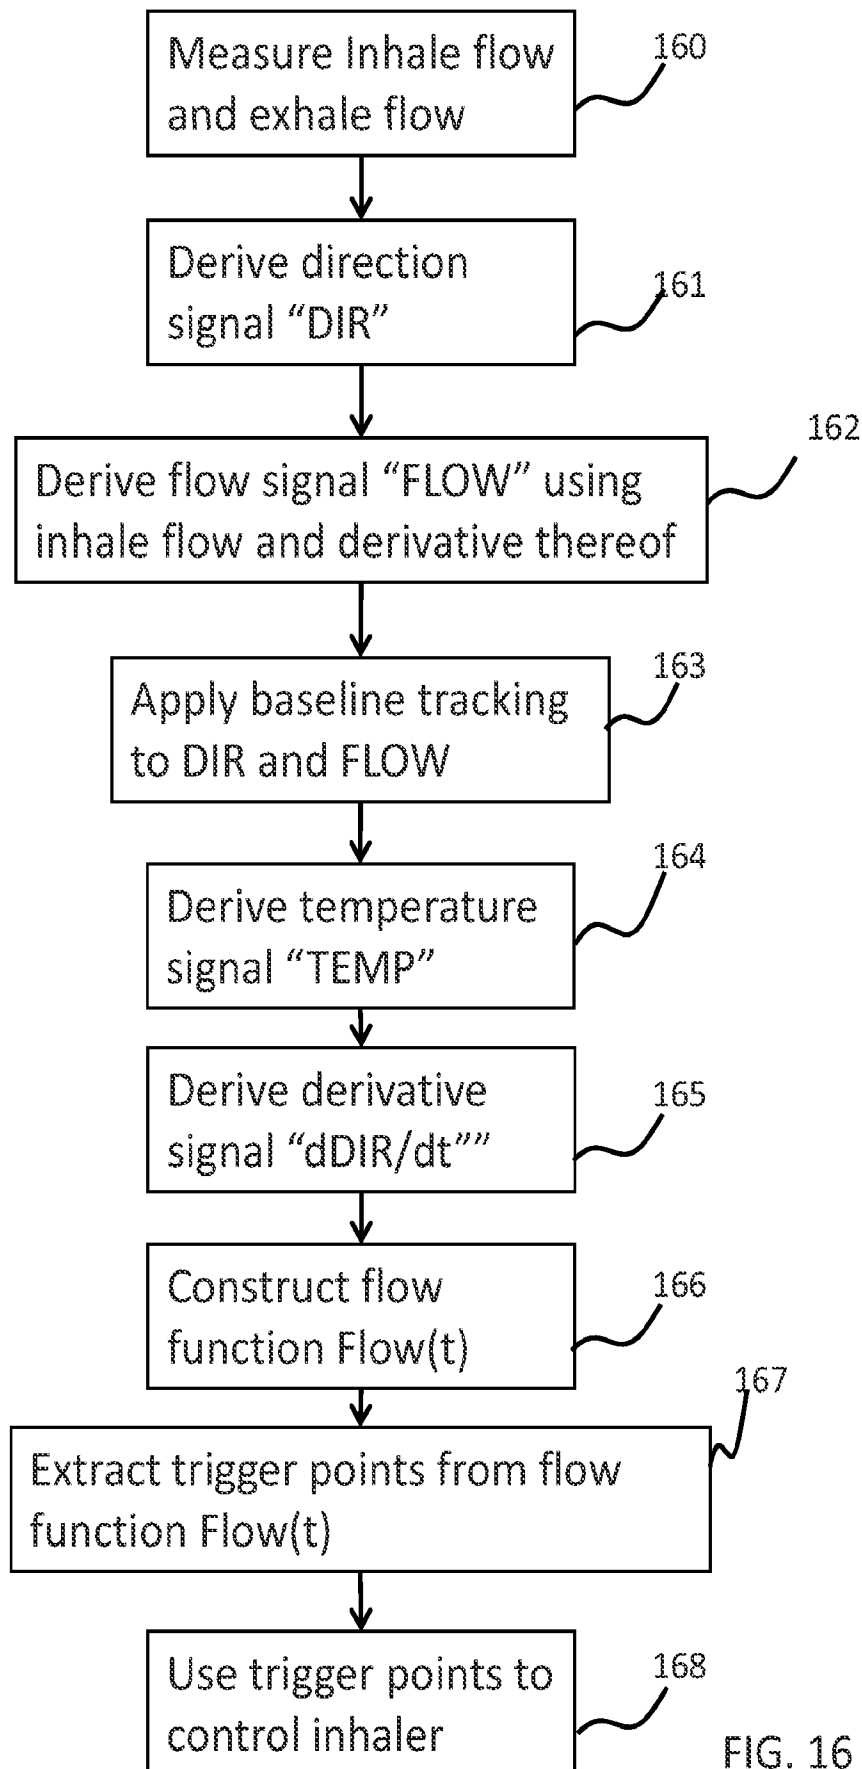 Measure Inhale flow
and exhale flow
160
Derive direction
signal “DIR”
161
Derive flow signal “FLOW” using
inhale flow and derivative thereof
162
Apply baseline tracking
to DIR and FLOW
163
Derive temperature
signal “TEMP”
164
Derive derivative
signal “dDIR/dt””
165
Construct flow
function Flow(t)
166
Extract trigger points from flow
function Flow(t)
167
Use trigger points to
control inhaler
168
FIG. 16